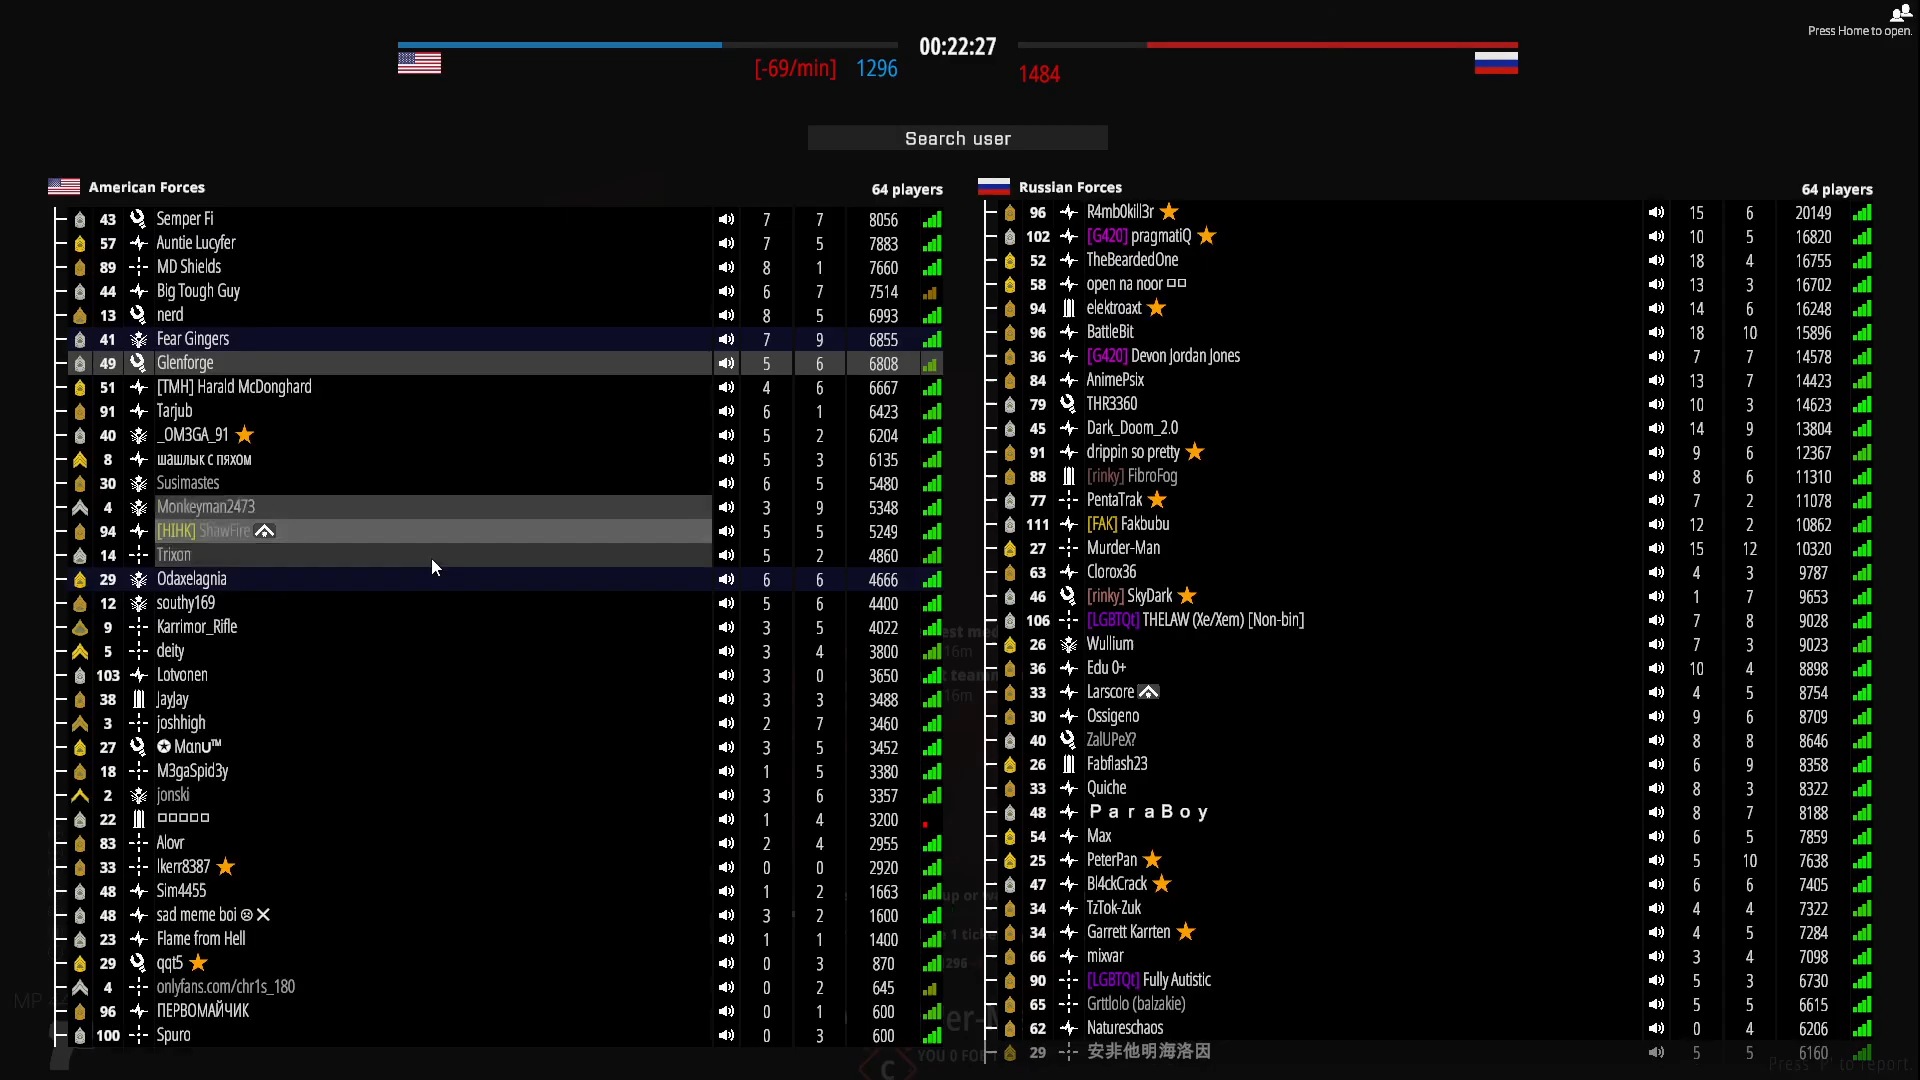 Press Home to open.
00:22:27
[-69/min] 1296
1484
Search user
American Forces 64 players
43 Semper Fi 7 7 8056
57 Auntie Lucyfer 7 5 7883
89 MD Shields 8 1 7660
44 Big Tough Guy 6 7 7514
13 nerd 8 5 6993
41 Fear Gingers 7 9 6855
49 Glenforge 5 6 6808
51 [TMH] Harald McDonghard 4 6 6667
91 Tarjub 6 1 6423
40 _OM3GA_91 5 2 6204
8 шашлык с пяхом 5 3 6135
30 Susimastes 6 5 5480
4 Monkeyman2473 3 9 5348
94 [HIHK] ShawFire 5 5 5249
14 Trixon 5 2 4860
29 Odaxelagnia 6 6 4666
12 southy169 5 6 4400
9 Karrimor_Rifle 3 5 4022
5 deity 3 4 3800
103 Lotvonen 3 0 3650
38 JayJay 3 3 3488
3 joshhigh 2 7 3460
27 ✪ Mαnυ™ 3 5 3452
18 M3gaSpid3y 1 5 3380
2 jonski 3 6 3357
22 □□□□□ 1 4 3200
83 Alovr 2 4 2955
33 lkerr8387 0 0 2920
48 Sim4455 1 2 1663
48 sad meme boi ☹✕ 3 2 1600
23 Flame from Hell 1 1 1400
29 qqt5 0 3 870
4 onlyfans.com/chr1s_180 0 2 645
96 ПЕРВОМАЙЧИК 0 1 600
100 Spuro 0 3 600
Russian Forces 64 players
96 R4mb0kill3r 15 6 20149
102 [G420] pragmatiQ 10 5 16820
52 TheBeardedOne 18 4 16755
58 open na noor □□ 13 3 16702
94 elektroaxt 14 6 16248
96 BattleBit 18 10 15896
36 [G420] Devon Jordan Jones 7 7 14578
84 AnimePsix 13 7 14423
79 THR3360 10 3 14623
45 Dark_Doom_2.0 14 9 13804
91 drippin so pretty 9 6 12367
88 [rinky] FibroFog 8 6 11310
77 PentaTrak 7 2 11078
111 [FAK] Fakbubu 12 2 10862
27 Murder-Man 15 12 10320
63 Clorox36 4 3 9787
46 [rinky] SkyDark 1 7 9653
106 [LGBTQt] THELAW (Xe/Xem) [Non-bin] 7 8 9028
26 Wullium 7 3 9023
36 Edu 0+ 10 4 8898
33 Larscore 4 5 8754
30 Ossigeno 9 6 8709
40 ZalUPeX? 8 8 8646
26 Fabflash23 6 9 8358
33 Quiche 8 3 8322
48 ParaBoy 8 7 8188
54 Max 6 5 7859
25 PeterPan 5 10 7638
47 Bl4ckCrack 6 6 7405
34 TzTok-Zuk 4 4 7322
34 Garrett Karrten 4 5 7284
66 mixvar 3 4 7098
90 [LGBTQt] Fully Autistic 5 3 6730
65 Grttlolo (balzakie) 5 5 6615
62 Natureschaos 0 4 6206
29 安非他明海洛因 5 5 6160